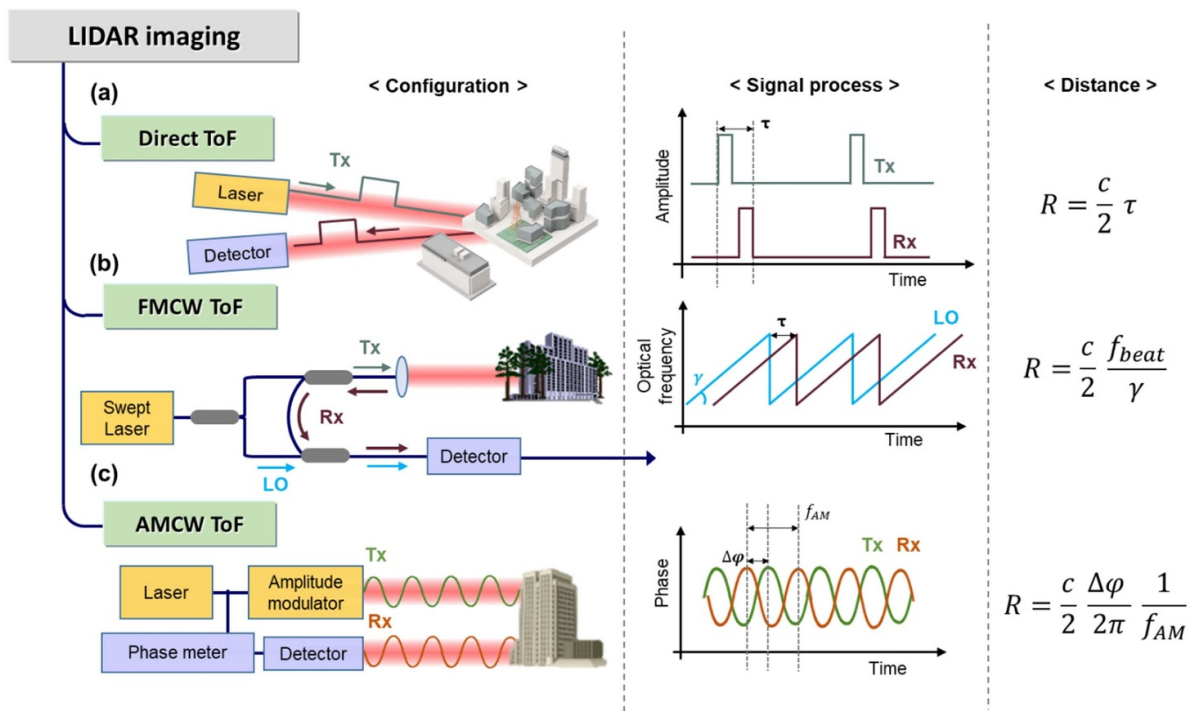 LIDAR imaging
< Configuration >
< Signal process >
< Distance >
(a)
Direct ToF
Tx
Laser
Detector
Amplitude
τ
Tx
Rx
Time
R = c/2 τ
(b)
FMCW ToF
Tx
Rx
Swept
Laser
LO
Detector
Optical
frequency
τ
γ
LO
Rx
Time
R = c/2 f_beat/γ
(c)
AMCW ToF
Tx
Laser
Amplitude
modulator
Rx
Phase meter
Detector
Phase
f_AM
Δφ
Tx Rx
Time
R = c/2 Δφ/2π 1/f_AM